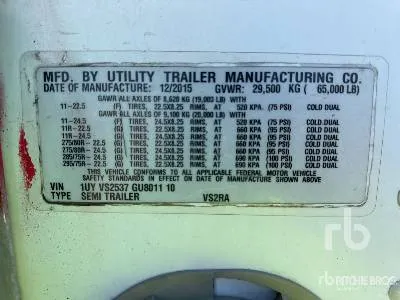 MFD. BY UTILITY TRAILER MANUFACTURING CO.
DATE OF MANUFACTURE: 12/2015 GVWR: 29,500 KG ( 65,000 LB)
GAWR ALL AXLES OF 8,620 KG (19,003 LB) WITH
11-22.5 (F) TIRES, 22.5X8.25 RIMS, AT 520 KPA. (75 PSI) COLD DUAL
GAWR ALL AXLES OF 9,100 KG (20,000 LB) WITH
11-24.5 (F) TIRES, 24.5X8.25 RIMS, AT 520 KPA (75 PSI) COLD DUAL
11R-22.5 (G) TIRES, 22.5X8.25 RIMS, AT 660 KPA (95 PSI) COLD DUAL
11R-24.5 (G) TIRES, 24.5X8.25 RIMS, AT 660 KPA (95 PSI) COLD DUAL
275/80R-22.5 (G) TIRES, 22.5X8.25 RIMS, AT 690 KPA (100 PSI) COLD DUAL
275/80R-24.5 (G) TIRES, 24.5X8.25 RIMS, AT 660 KPA (95 PSI) COLD DUAL
285/75R-24.5 (G) TIRES, 24.5X8.25 RIMS, AT 660 KPA (95 PSI) COLD DUAL
295/75R-22.5 (G) TIRES, 22.5X8.25 RIMS, AT 690 KPA (100 PSI) COLD DUAL
THIS VEHICLE CONFORMS TO ALL APPLICABLE FEDERAL MOTOR VEHICLE
SAFETY STANDARDS IN EFFECT ON DATE OF MANUFACTURE SHOWN ABOVE
VIN 1UY VS2537 GU8011 10
TYPE SEMI TRAILER VS2RA
rb
RITCHIE BROS